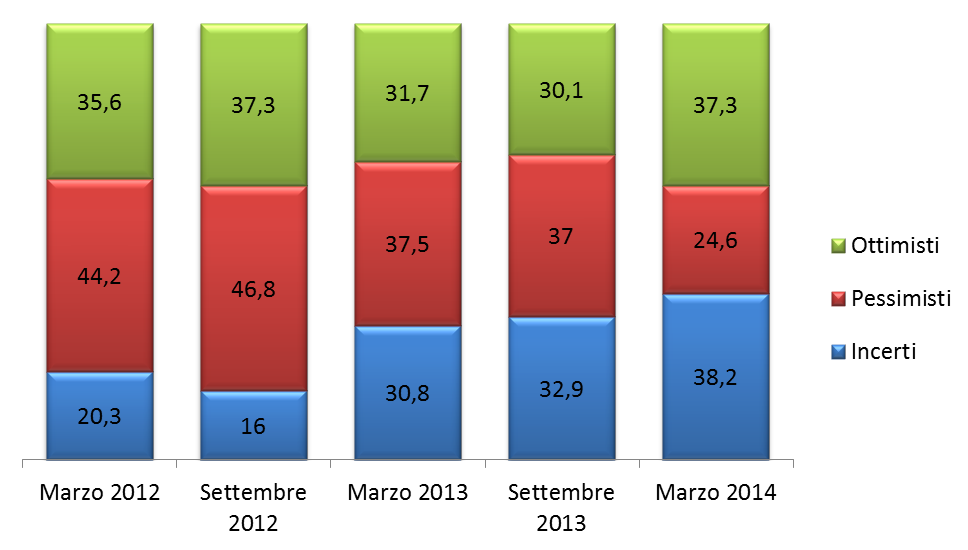 35,6
37,3
31,7
30,1
37,3
44,2
46,8
37,5
37
24,6
20,3
16
30,8
32,9
38,2
Ottimisti
Pessimisti
Incerti
Marzo 2012
Settembre
2012
Marzo 2013
Settembre
2013
Marzo 2014